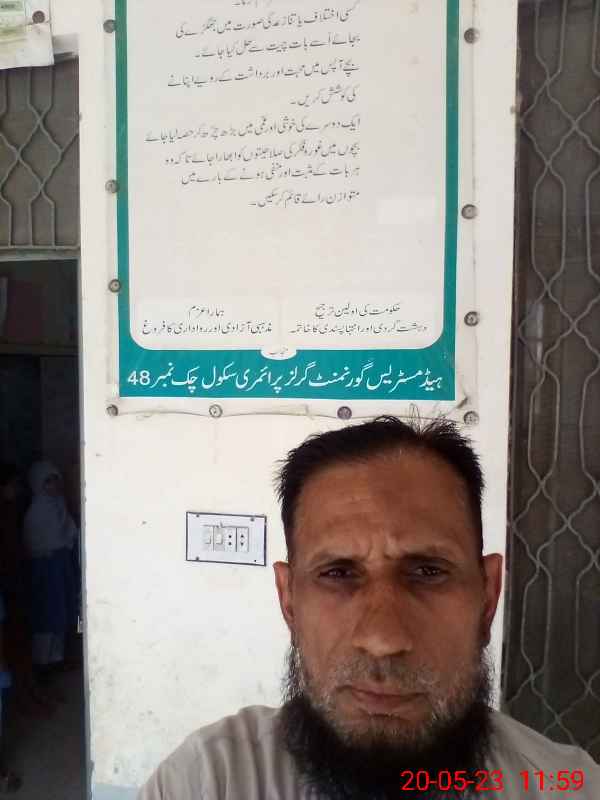 کسی اختلاف یا تنازعہ کی صورت میں جھگڑے کی
بجائے اُسے بات چیت سے حل کیا جائے۔
بچے آپس میں محبت اور برداشت کے رویے اپنانے
کی کوشش کریں۔
ایک دوسرے کی خوشی اور غمی میں بڑھ چڑھ کر حصہ لیا جائے
بچوں میں غور و فکر کی صلاحیتوں کو ابھارا جائے تاکہ وہ
ہر بات کے مثبت اور منفی ہونے کے بارے میں
متوازن رائے قائم کر سکیں۔
حکومت کی اولین ترجیح
دہشت گردی اور انتہا پسندی کا خاتمہ
ہمارا عزم
مذہبی آزادی اور رواداری کا فروغ
منجاب
ہیڈ مسٹریس گورنمنٹ گرلز پرائمری سکول چک نمبر 48
20-05-23 11:59